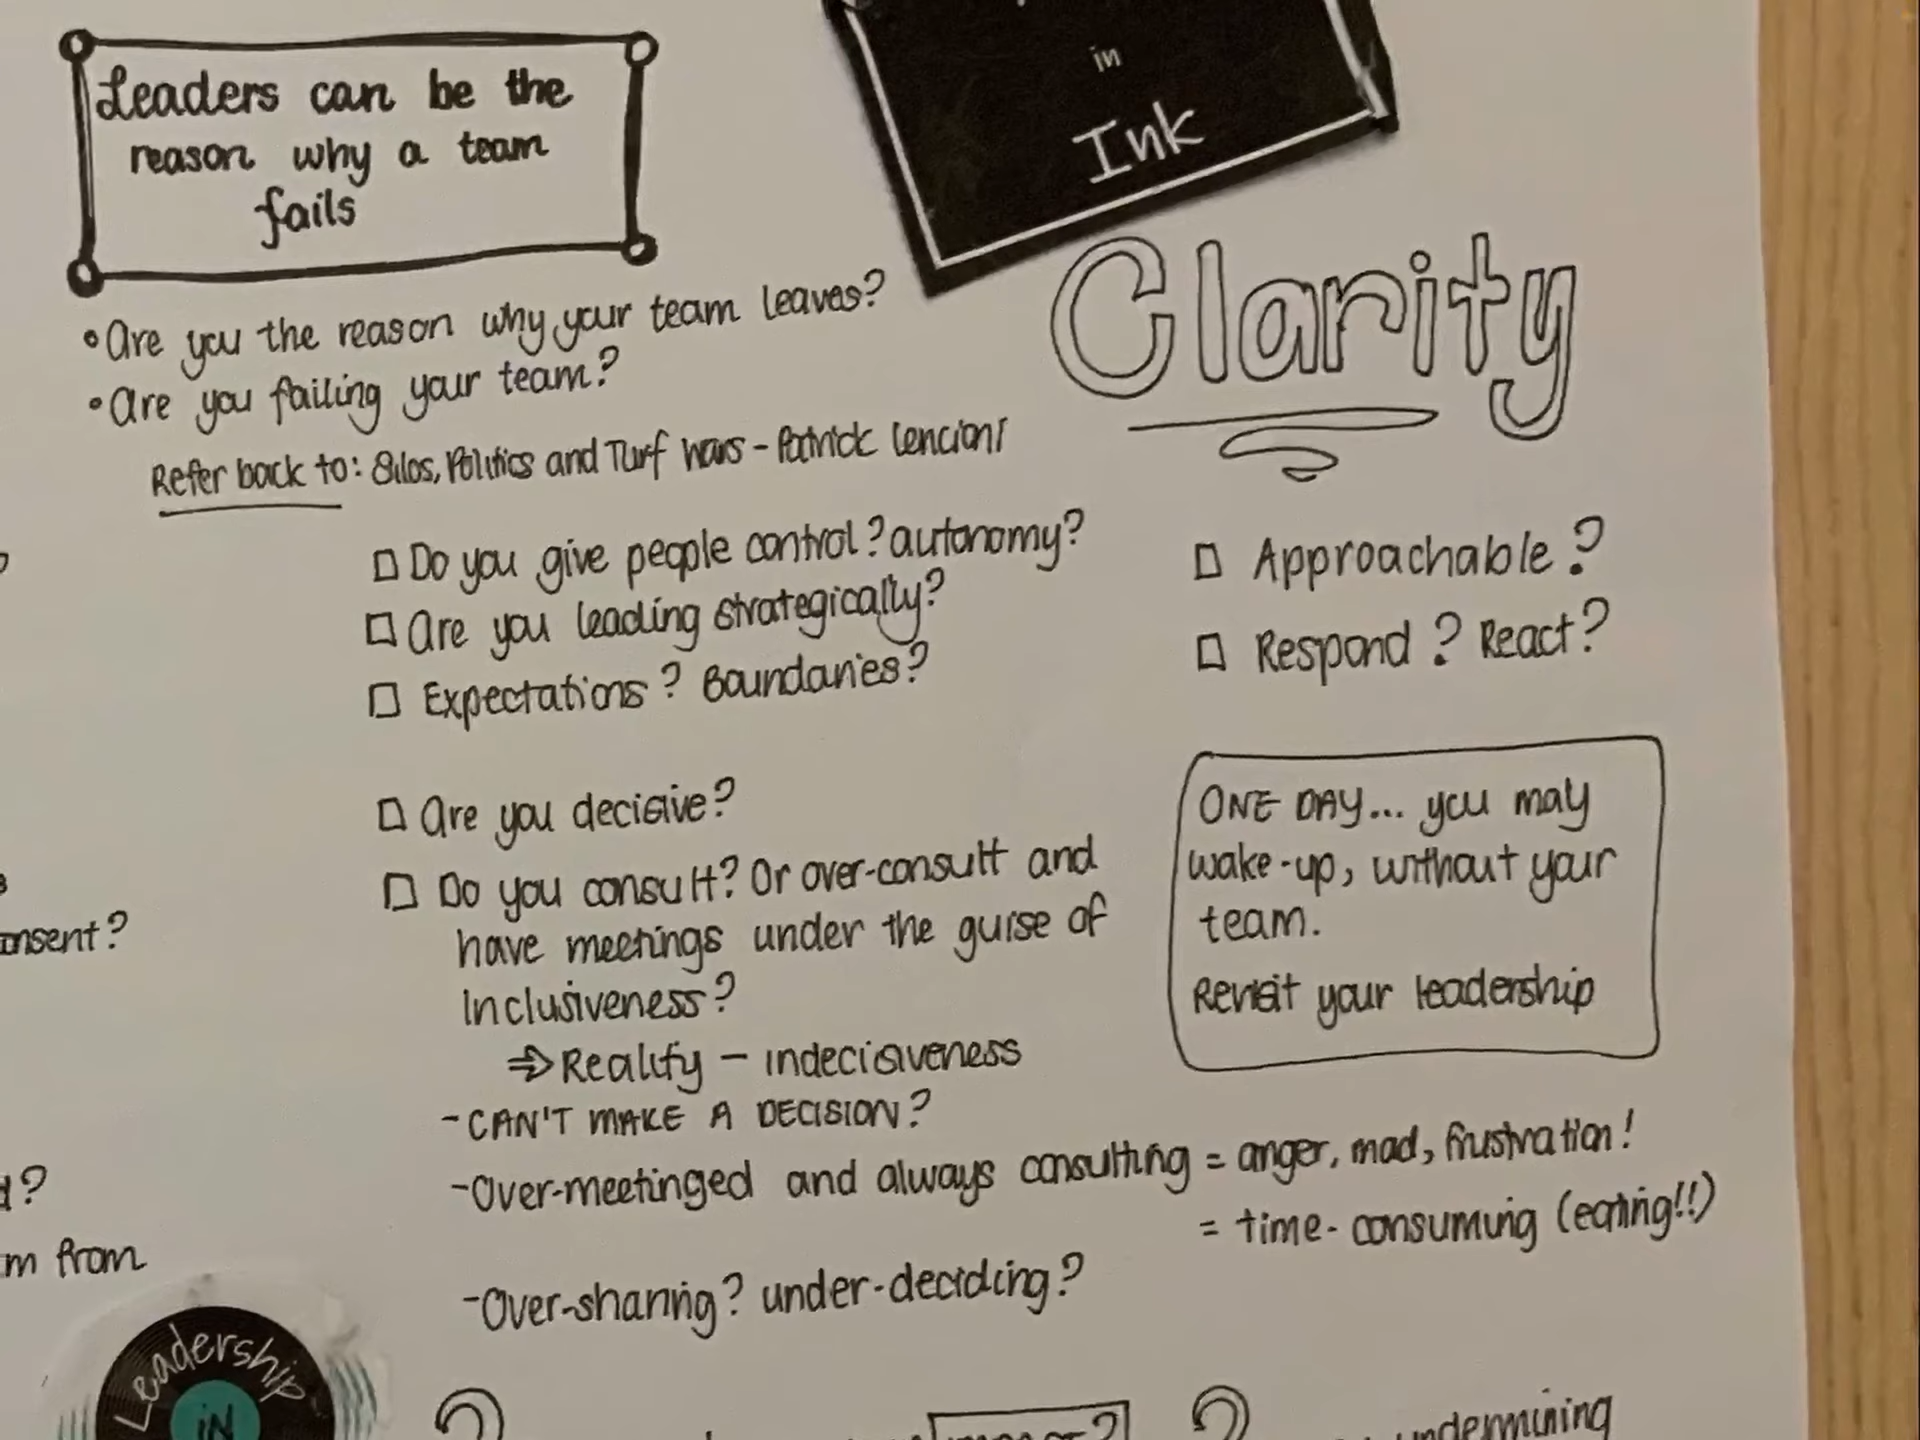 Leaders can be the
reason why a team
fails
in
Ink
• Are you the reason why your team leaves?
• Are you failing your team?
Refer back to: Silos, Politics and Turf Wars - Patrick Lencioni
Clarity
□ Do you give people control? autonomy?
□ Are you leading strategically?
□ Expectations? Boundaries?
□ Approachable?
□ Respond? React?
□ Are you decisive?
□ Do you consult? Or over-consult and
have meetings under the guise of
Inclusiveness?
⇒ Reality - indecisiveness
- CAN'T MAKE A DECISION?
- Over-meetinged and always consulting = anger, mad, frustration!
= time-consuming (eating!!)
- Over-sharing? under-deciding?
ONE DAY... you may
wake-up, without your
team.
Revisit your leadership
m from
Leadership
IN
undermining